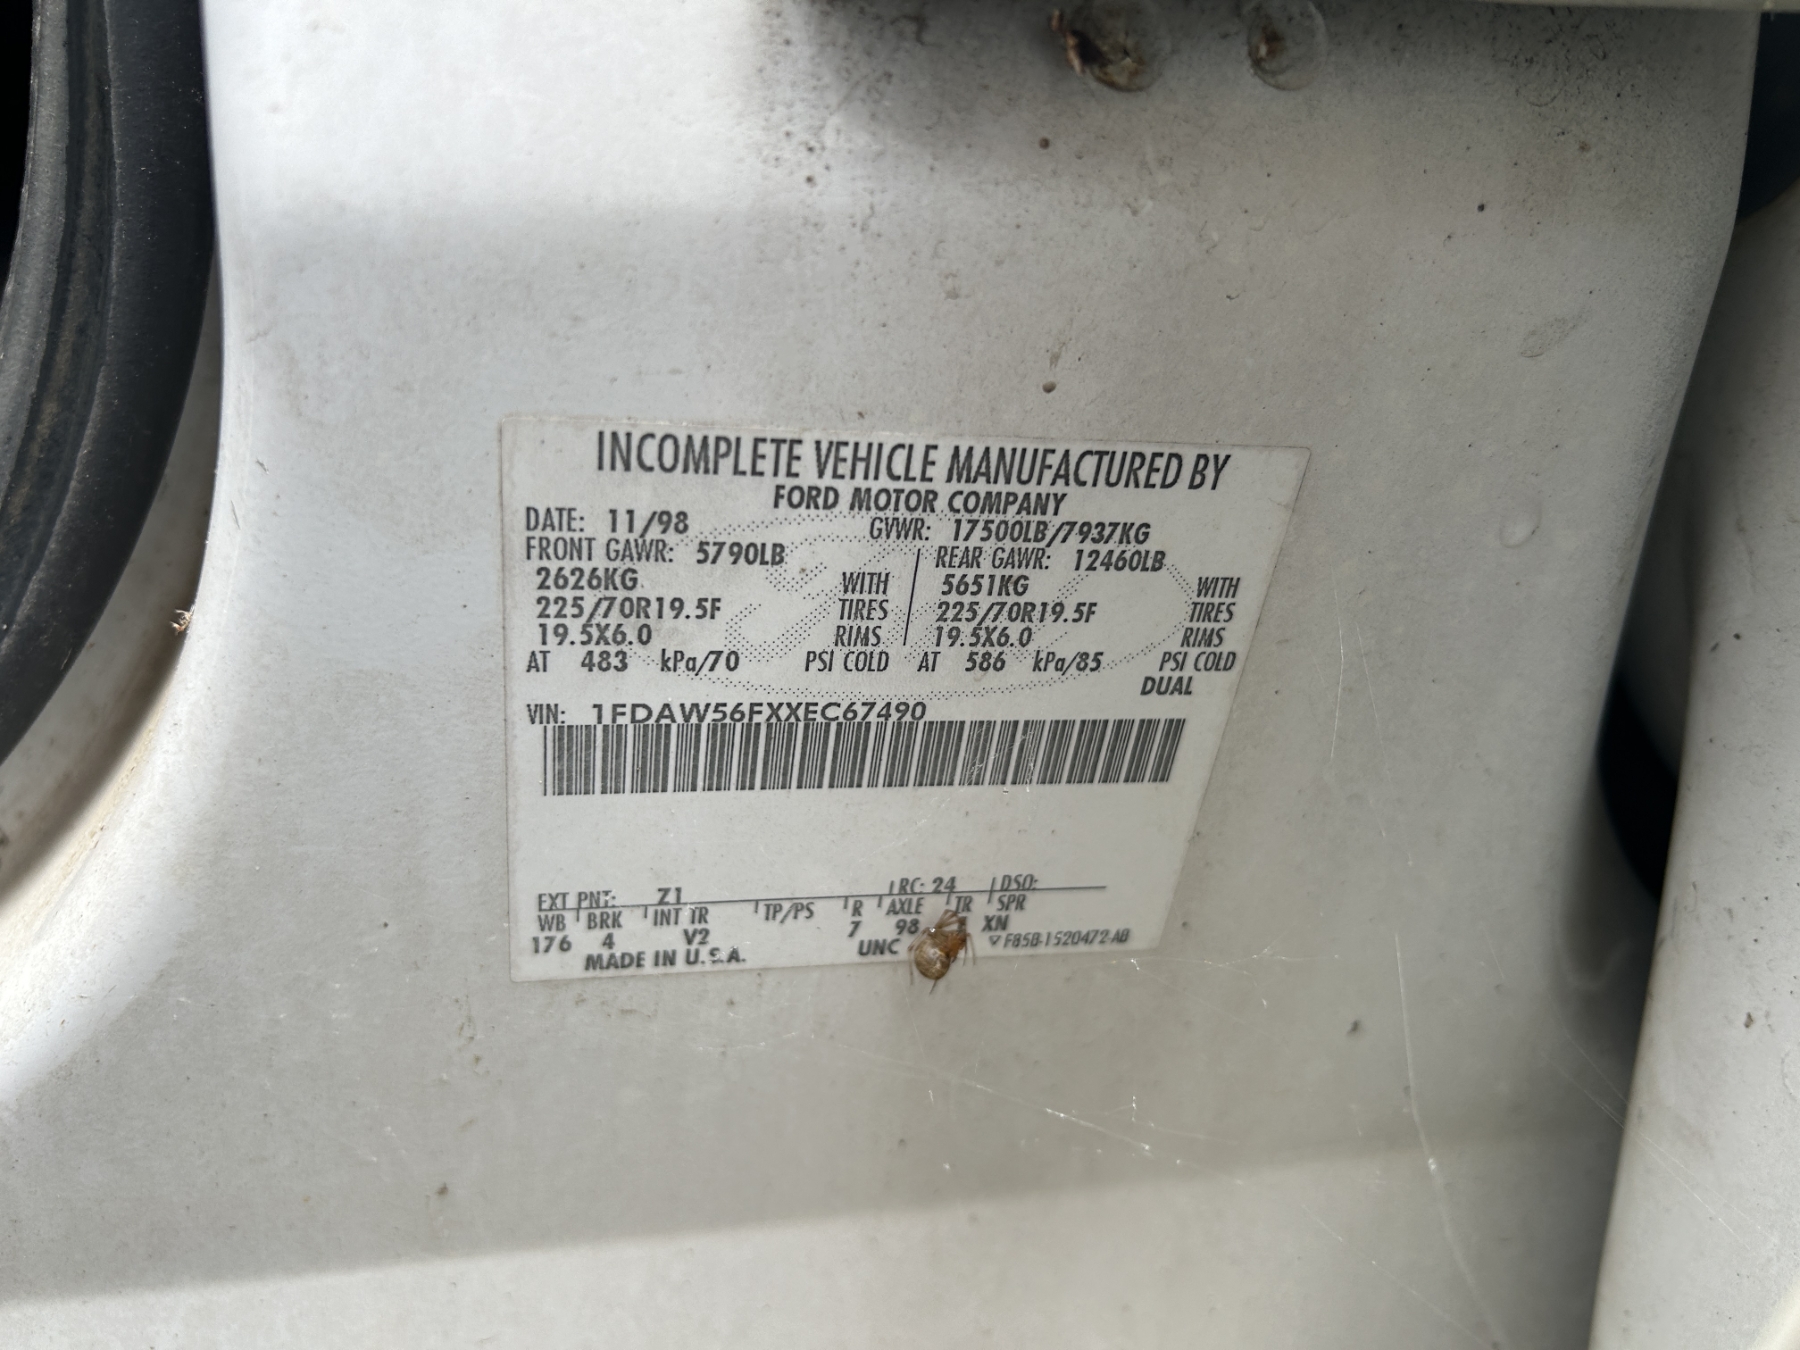 INCOMPLETE VEHICLE MANUFACTURED BY
FORD MOTOR COMPANY
DATE: 11/98 GVWR: 17500LB/7937KG
FRONT GAWR: 5790LB REAR GAWR: 12460LB
2626KG WITH 5651KG WITH
225/70R19.5F TIRES 225/70R19.5F TIRES
19.5X6.0 RIMS 19.5X6.0 RIMS
AT 483 kPa/70 PSI COLD AT 586 kPa/85 PSI COLD
DUAL
VIN: 1FDAW56FXXEC67490
EXT PNT: Z1 RC: 24 DSO:
WB BRK INT TR TP/PS R AXLE TR SPR
176 4 V2 7 98 XN
MADE IN U.S.A. UNC F85B-1520472-AB